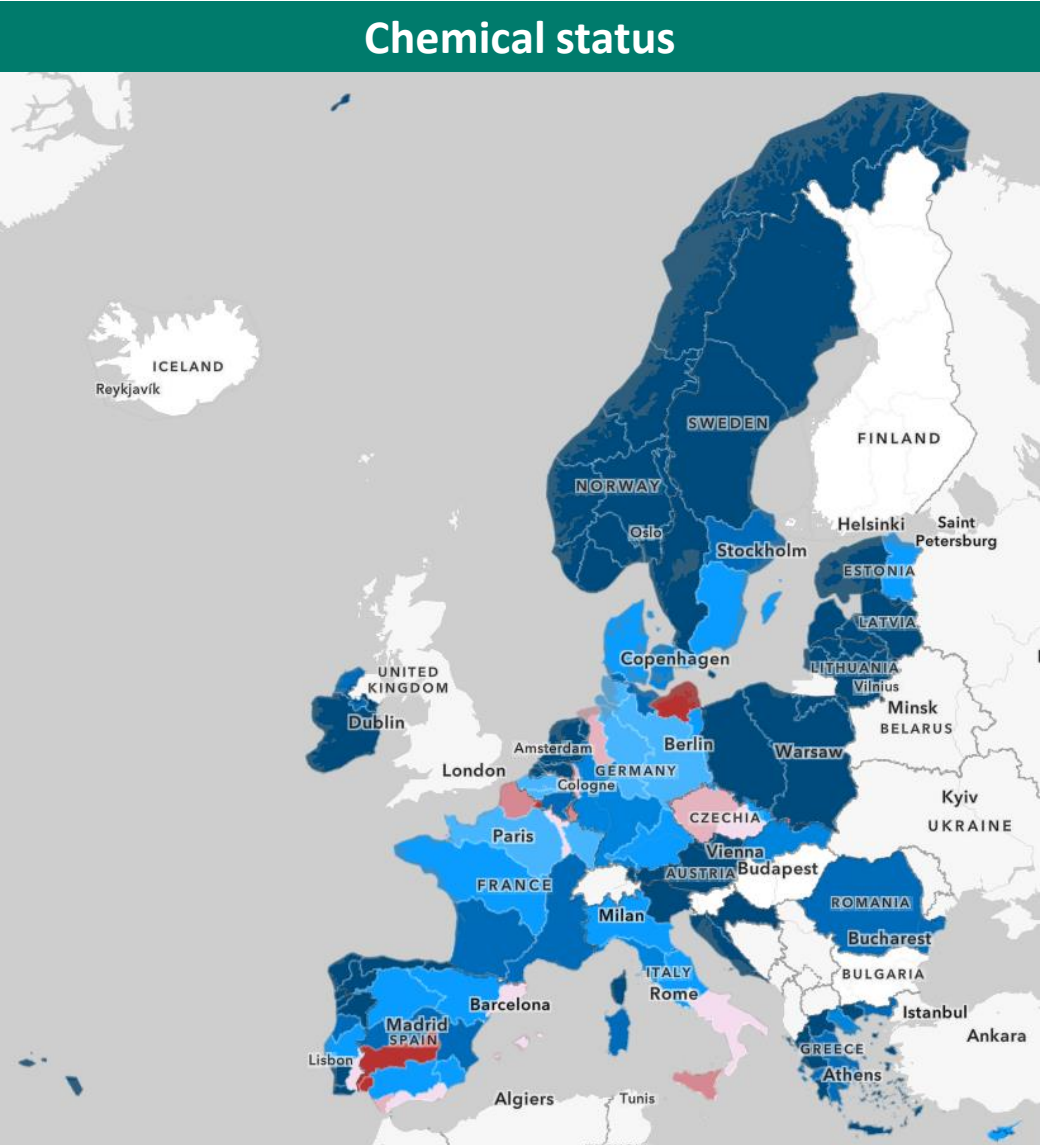 Chemical status
ICELAND
Reykjavík
SWEDEN
FINLAND
NORWAY
Oslo
Helsinki
Saint
Petersburg
Stockholm
ESTONIA
LATVIA
Copenhagen
LITHUANIA
Vilnius
UNITED
KINGDOM
Minsk
BELARUS
Dublin
Amsterdam
Berlin
Warsaw
London
GERMANY
Cologne
Kyiv
UKRAINE
CZECHIA
Paris
Vienna
Budapest
AUSTRIA
FRANCE
ROMANIA
Milan
Bucharest
ITALY
BULGARIA
Rome
Barcelona
Istanbul
Madrid
SPAIN
Ankara
GREECE
Lisbon
Athens
Algiers
Tunis